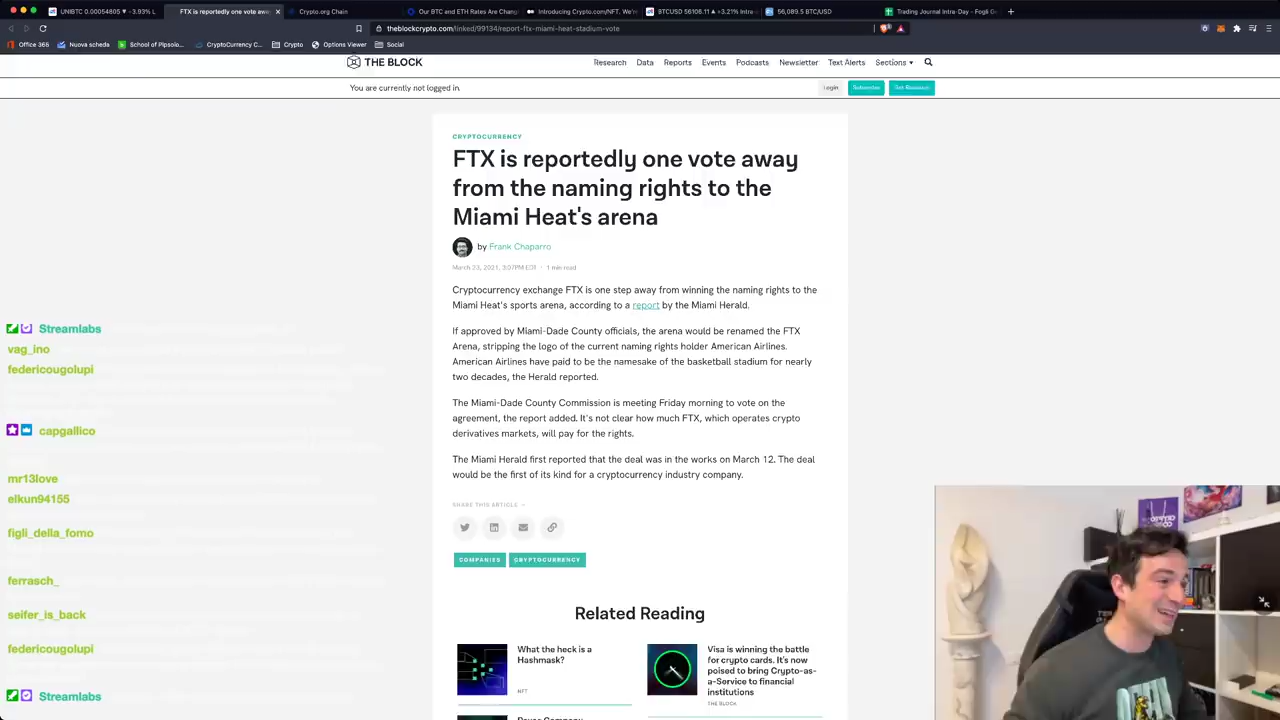 UNIBTC 0.00054805 ▼ −3.93% L
FTX is reportedly one vote away
Crypto.org Chain
Our BTC and ETH Rates Are Chan
Introducing Crypto.com/NFT. We're
BTCUSD 56108.11 ▲ +3.21% Intra-
56,089.5 BTC/USD
Trading Journal Intra-Day - Fogli G
theblockcrypto.com/linked/99134/report-ftx-miami-heat-stadium-vote
Office 365
Nuova scheda
School of Pipsolo...
CryptoCurrency C...
Crypto
Options Viewer
Social
THE BLOCK
Research
Data
Reports
Events
Podcasts
Newsletter
Text Alerts
Sections
You are currently not logged in.
Login
Subscribe
CRYPTOCURRENCY
FTX is reportedly one vote away
from the naming rights to the
Miami Heat's arena
by Frank Chaparro
March 23, 2021, 3:07PM EDT · 1 min read
Cryptocurrency exchange FTX is one step away from winning the naming rights to the
Miami Heat's sports arena, according to a report by the Miami Herald.
If approved by Miami-Dade County officials, the arena would be renamed the FTX
Arena, stripping the logo of the current naming rights holder American Airlines.
American Airlines have paid to be the namesake of the basketball stadium for nearly
two decades, the Herald reported.
The Miami-Dade County Commission is meeting Friday morning to vote on the
agreement, the report added. It's not clear how much FTX, which operates crypto
derivatives markets, will pay for the rights.
The Miami Herald first reported that the deal was in the works on March 12. The deal
would be the first of its kind for a cryptocurrency industry company.
SHARE THIS ARTICLE
COMPANIES
CRYPTOCURRENCY
Related Reading
What the heck is a
Hashmask?
NFT
Visa is winning the battle
for crypto cards. It's now
poised to bring Crypto-as-
a-Service to financial
institutions
THE BLOCK
Streamlabs
vag_ino
federicougolupi
capgallico
mr13love
elkun94155
figli_della_fomo
ferrasch_
seifer_is_back
federicougolupi
Streamlabs